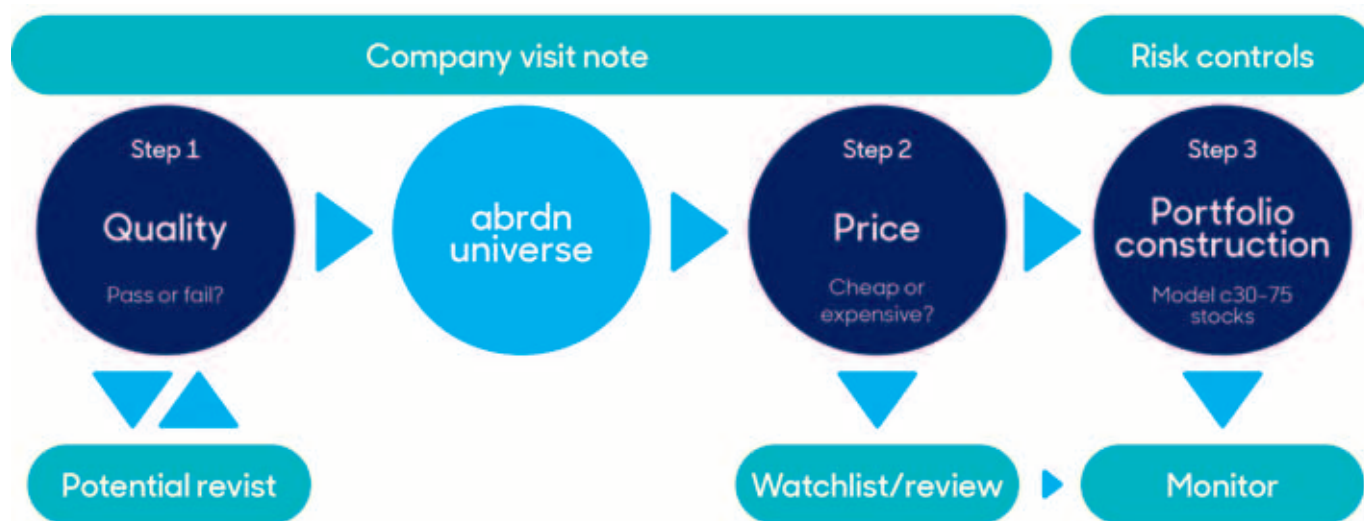 Company visit note
Risk controls
Step 1
Quality
Pass or fail?
abrdn
universe
Step 2
Price
Cheap or
expensive?
Step 3
Portfolio
construction
Model c30-75
stocks
Potential revist
Watchlist/review
Monitor